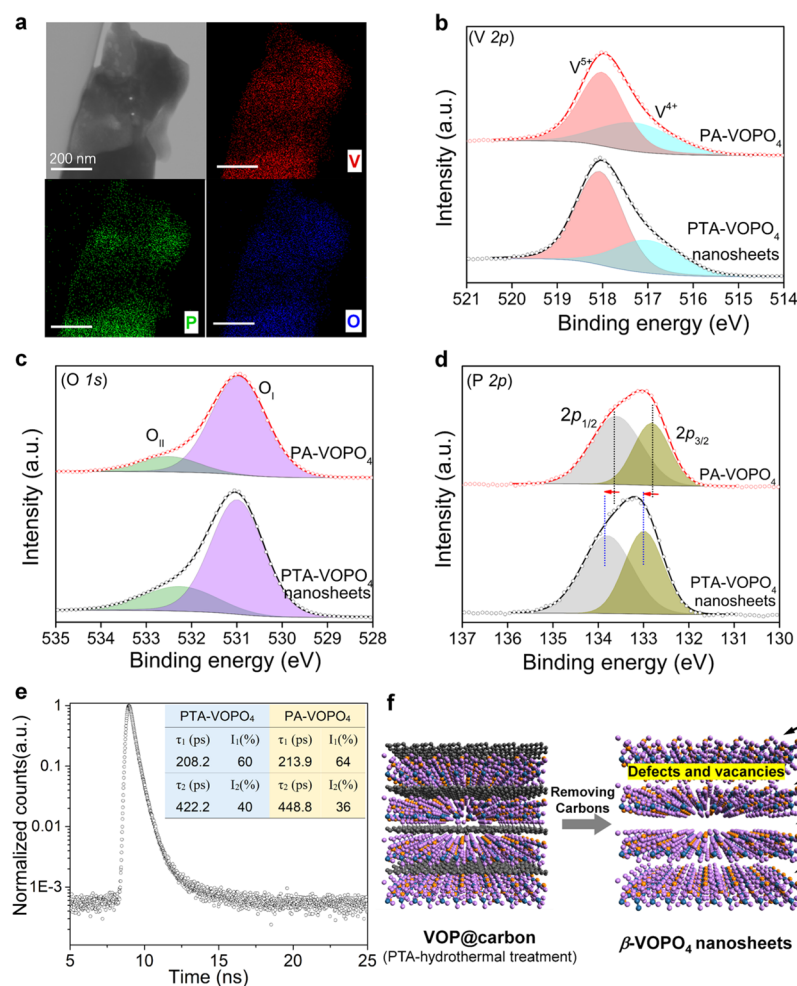 a
200 nm
V
P
O
b
(V 2p)
V⁵⁺
V⁴⁺
PA-VOPO₄
PTA-VOPO₄
nanosheets
Intensity (a.u.)
521 520 519 518 517 516 515 514
Binding energy (eV)
c
(O 1s)
O_I
O_II
PA-VOPO₄
PTA-VOPO₄
nanosheets
Intensity (a.u.)
535 534 533 532 531 530 529 528
Binding energy (eV)
d
(P 2p)
2p₁/₂
2p₃/₂
PA-VOPO₄
PTA-VOPO₄
nanosheets
Intensity (a.u.)
137 136 135 134 133 132 131 130
Binding energy (eV)
e
Normalized counts(a.u.)
1
0.1
0.01
1E-3
PTA-VOPO₄ PA-VOPO₄
τ₁ (ps) I₁(%) τ₁ (ps) I₁(%)
208.2 60 213.9 64
τ₂ (ps) I₂(%) τ₂ (ps) I₂(%)
422.2 40 448.8 36
5 10 15 20 25
Time (ns)
f
Removing
Carbons
Defects and vacancies
VOP@carbon
(PTA-hydrothermal treatment)
β-VOPO₄ nanosheets